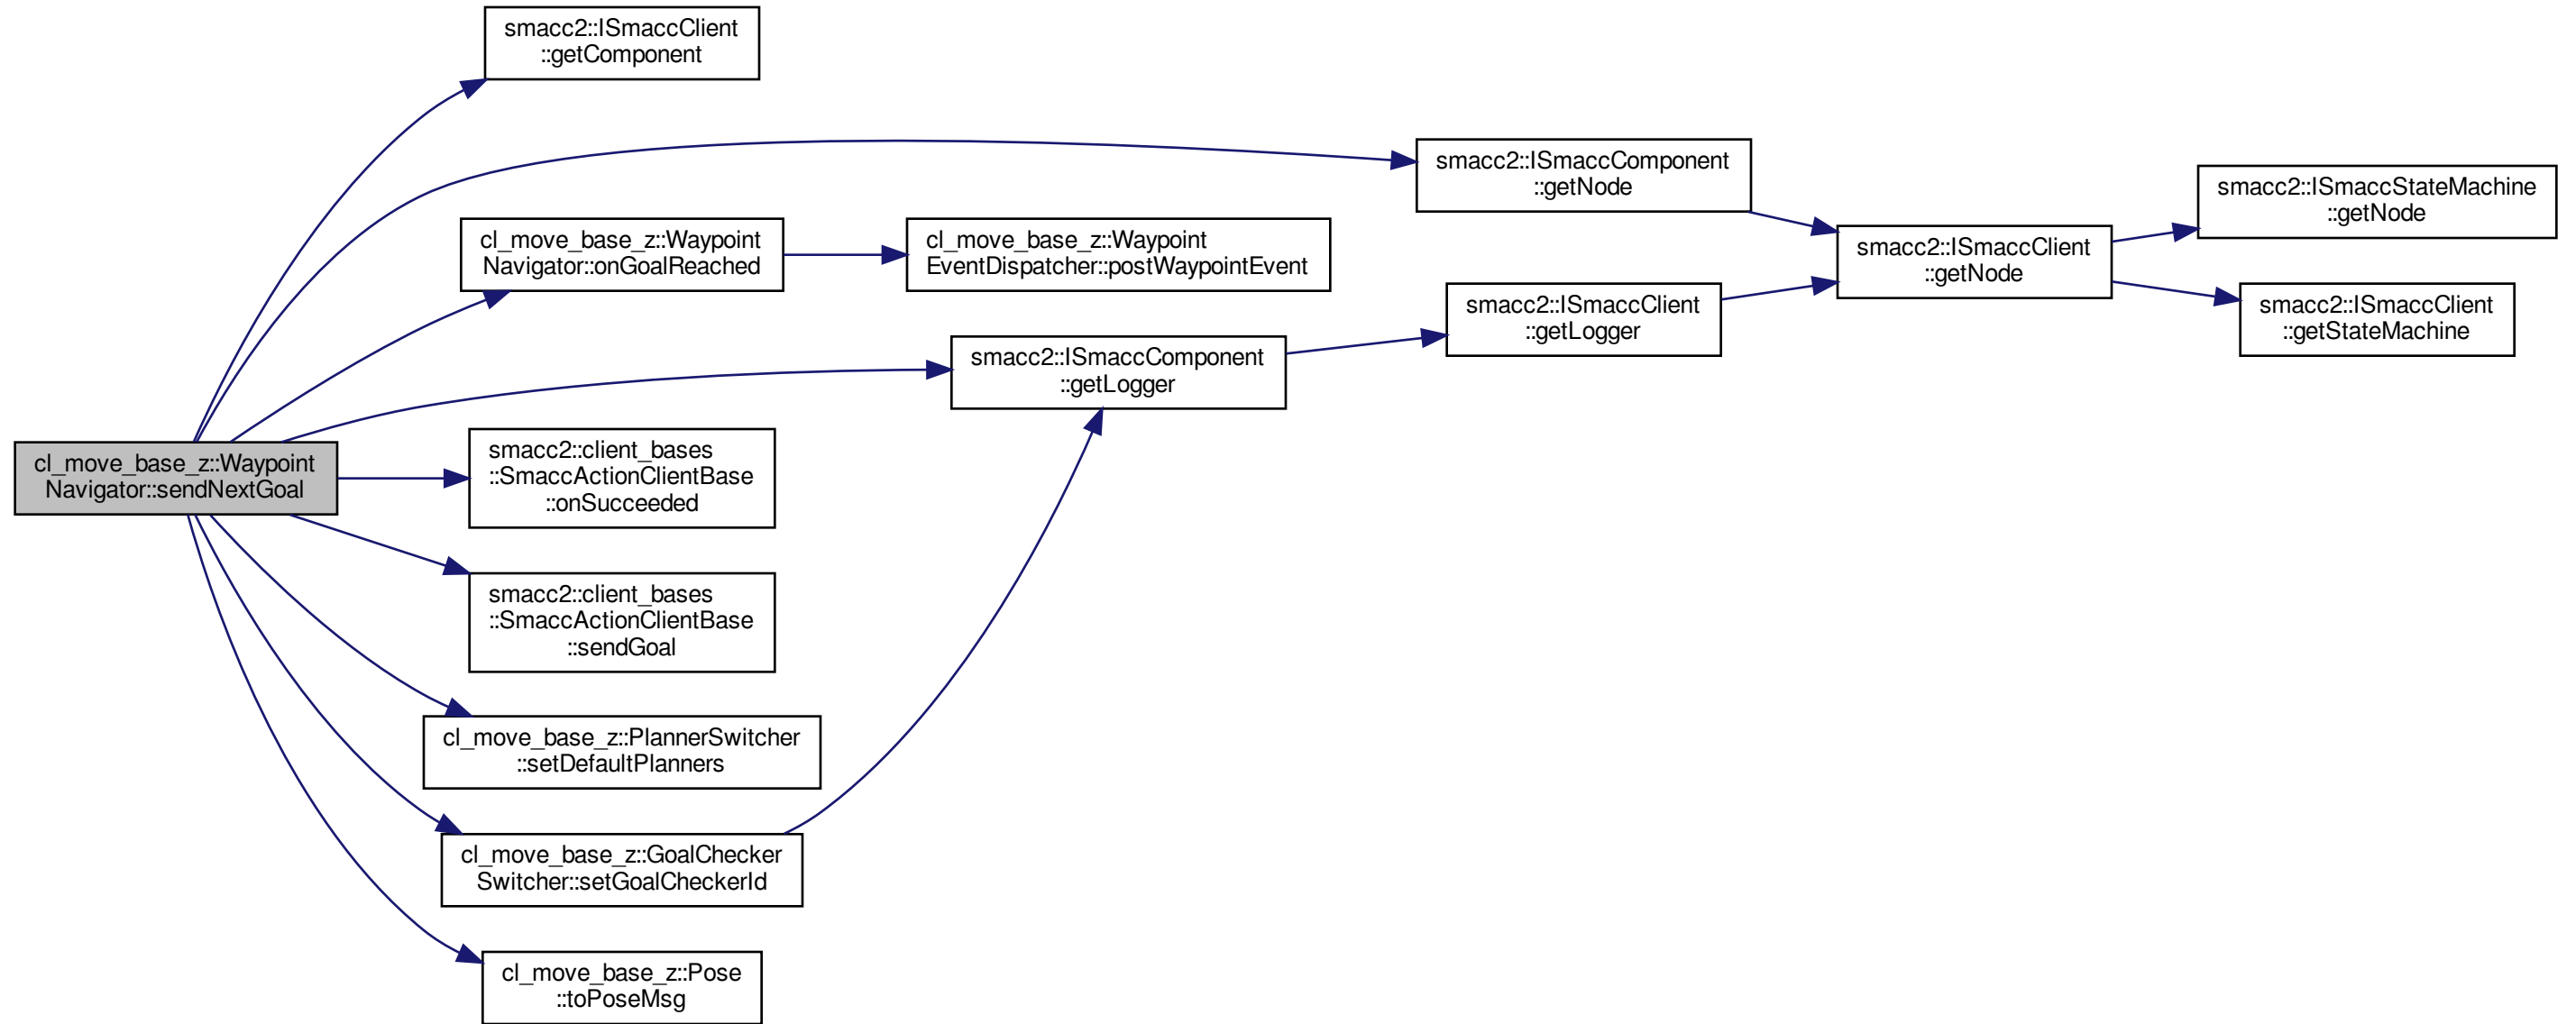 smacc2::ISmaccClient
::getComponent
smacc2::ISmaccComponent
::getNode
smacc2::ISmaccStateMachine
::getNode
cl_move_base_z::Waypoint
Navigator::onGoalReached
cl_move_base_z::Waypoint
EventDispatcher::postWaypointEvent
smacc2::ISmaccClient
::getNode
smacc2::ISmaccClient
::getLogger
smacc2::ISmaccClient
::getStateMachine
smacc2::ISmaccComponent
::getLogger
cl_move_base_z::Waypoint
Navigator::sendNextGoal
smacc2::client_bases
::SmaccActionClientBase
::onSucceeded
smacc2::client_bases
::SmaccActionClientBase
::sendGoal
cl_move_base_z::PlannerSwitcher
::setDefaultPlanners
cl_move_base_z::GoalChecker
Switcher::setGoalCheckerId
cl_move_base_z::Pose
::toPoseMsg